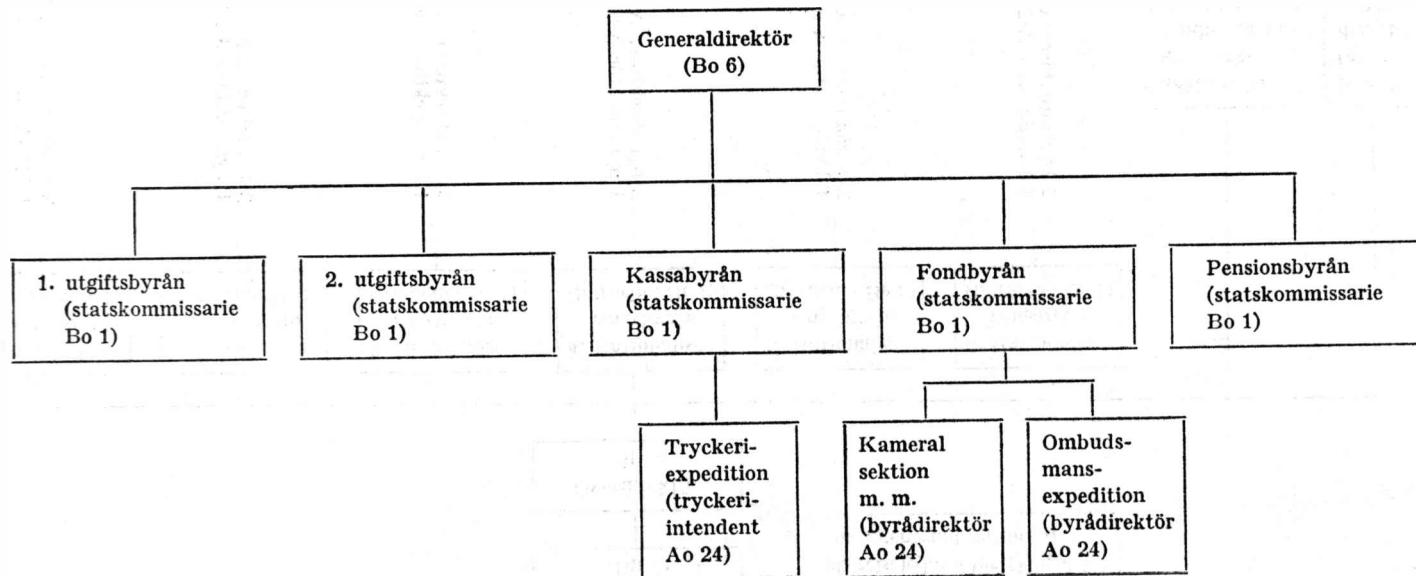 Generaldirektör
(Bo 6)
1. utgiftsbyrån
(statskommissarie
Bo 1)
2. utgiftsbyrån
(statskommissarie
Bo 1)
Kassabyrån
(statskommissarie
Bo 1)
Fondbyrån
(statskommissarie
Bo 1)
Pensionsbyrån
(statskommissarie
Bo 1)
Tryckeri-
expedition
(tryckeri-
intendent
Ao 24)
Kameral
sektion
m. m.
(byrådirektör
Ao 24)
Ombuds-
mans-
expedition
(byrådirektör
Ao 24)